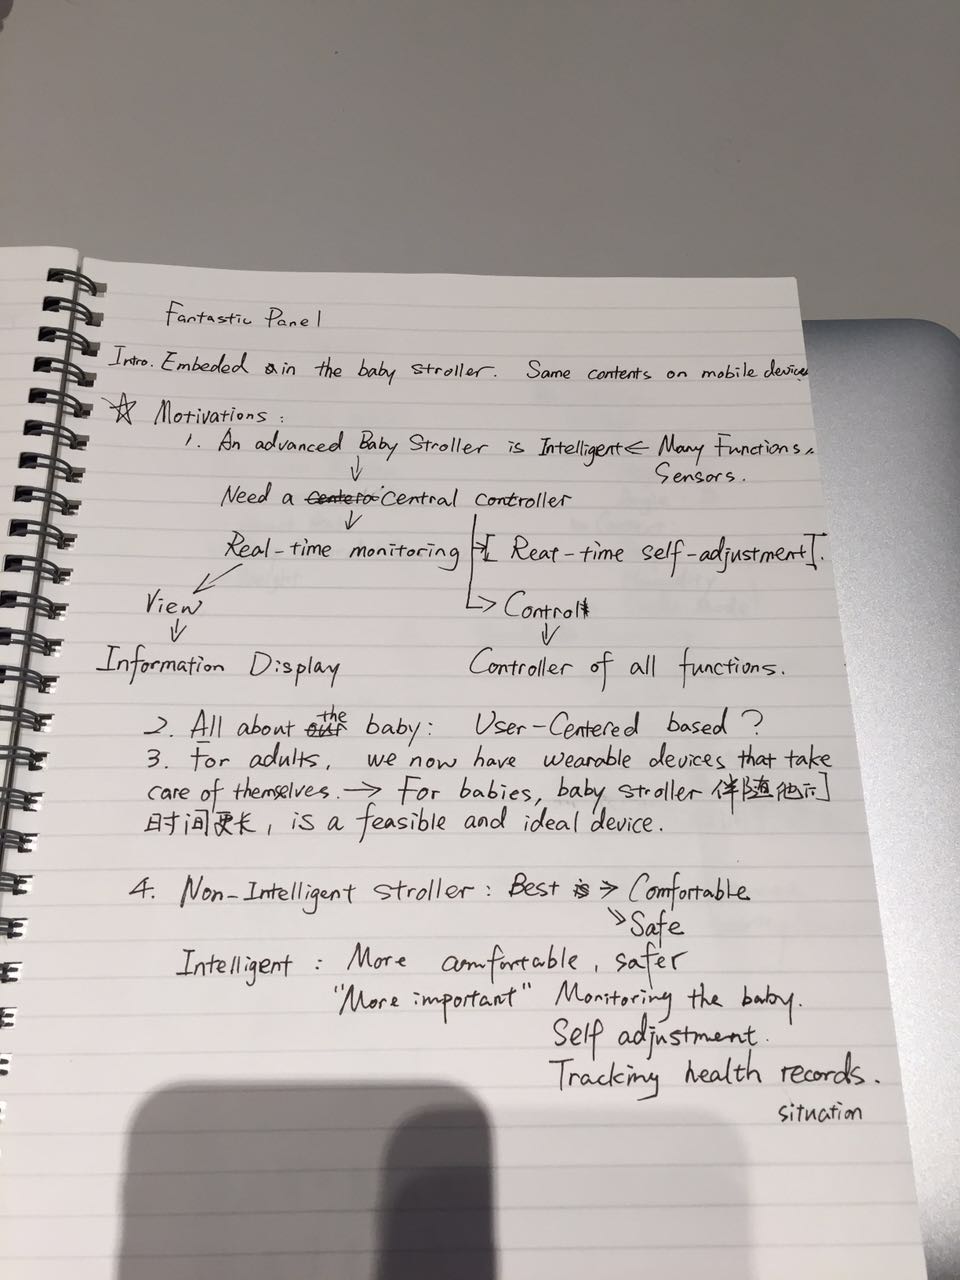 Fantastic Panel
Intro. Embeded in the baby stroller. Same contents on mobile device
☆ Motivations :
1. An advanced Baby Stroller is Intelligent ← Many Functions,
Sensors.
↓
Need a central controller
↓
Real-time monitoring → [Real-time self-adjustment].
View → Control
↓ ↓
Information Display Controller of all functions.
2. All about the baby : User-Centered based ?
3. For adults, we now have wearable devices that take
care of themselves. → For babies, baby stroller 伴随他们
时间更长, is a feasible and ideal device.
4. Non-Intelligent stroller : Best → Comfortable
→ Safe
Intelligent : More comfortable, safer
"More important" Monitoring the baby.
Self adjustment.
Tracking health records.
situation